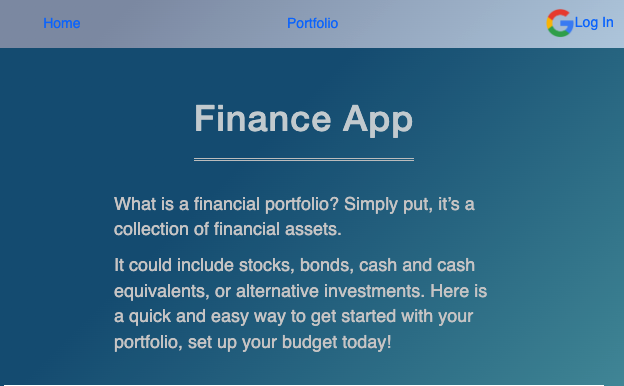 Home
Portfolio
Log In
Finance App
What is a financial portfolio? Simply put, it’s a
collection of financial assets.
It could include stocks, bonds, cash and cash
equivalents, or alternative investments. Here is
a quick and easy way to get started with your
portfolio, set up your budget today!